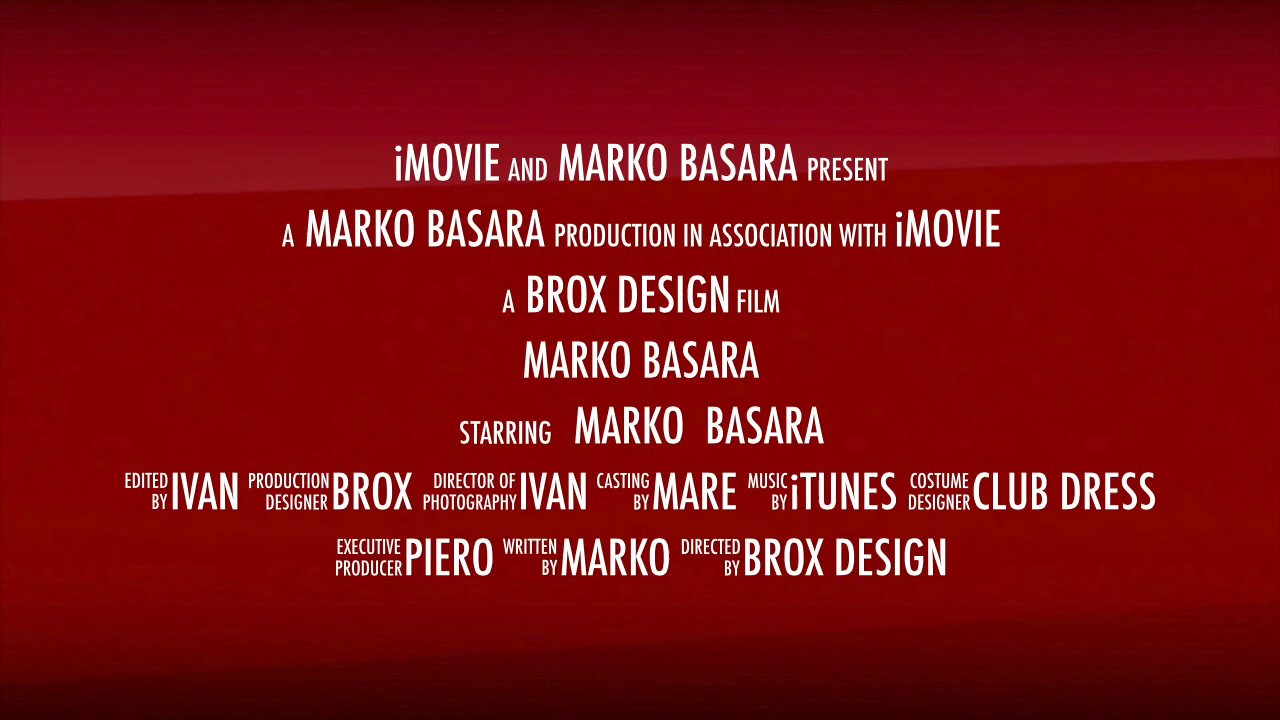 iMOVIE AND MARKO BASARA PRESENT
A MARKO BASARA PRODUCTION IN ASSOCIATION WITH iMOVIE
A BROX DESIGN FILM
MARKO BASARA
STARRING MARKO BASARA
EDITED BY IVAN PRODUCTION DESIGNER BROX DIRECTOR OF PHOTOGRAPHY IVAN CASTING BY MARE MUSIC BY iTUNES COSTUME DESIGNER CLUB DRESS
EXECUTIVE PRODUCER PIERO WRITTEN BY MARKO DIRECTED BY BROX DESIGN